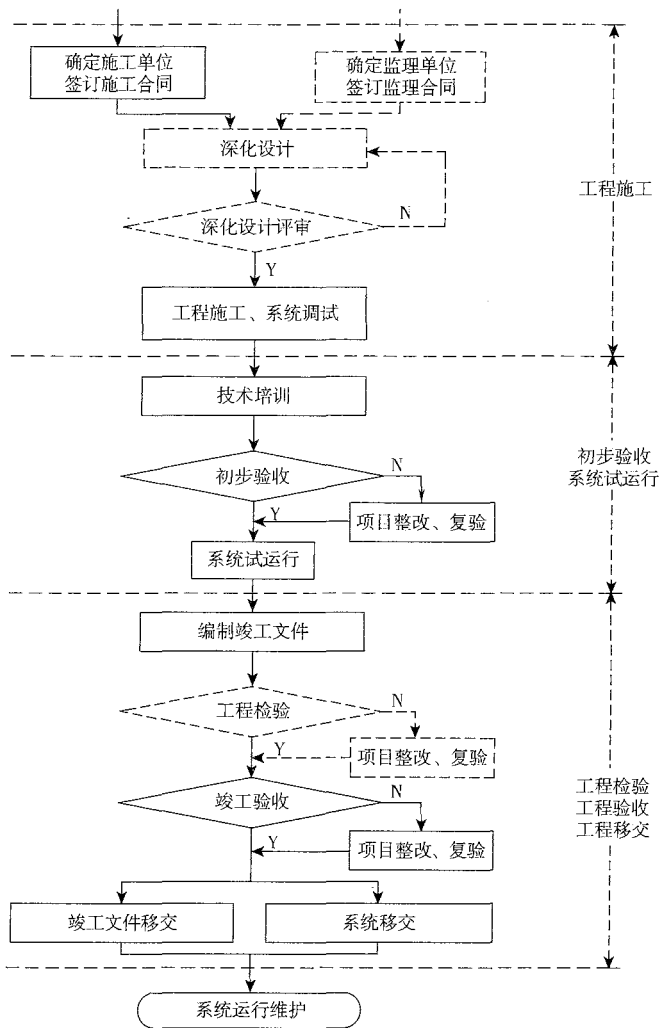 确定施工单位
签订施工合同
确定监理单位
签订监理合同
深化设计
深化设计评审
N
Y
工程施工、系统调试
工程施工
技术培训
初步验收
N
Y
项目整改、复验
系统试运行
初步验收
系统试运行
编制竣工文件
工程检验
N
Y
项目整改、复验
竣工验收
N
Y
项目整改、复验
工程检验
工程验收
工程移交
竣工文件移交
系统移交
系统运行维护